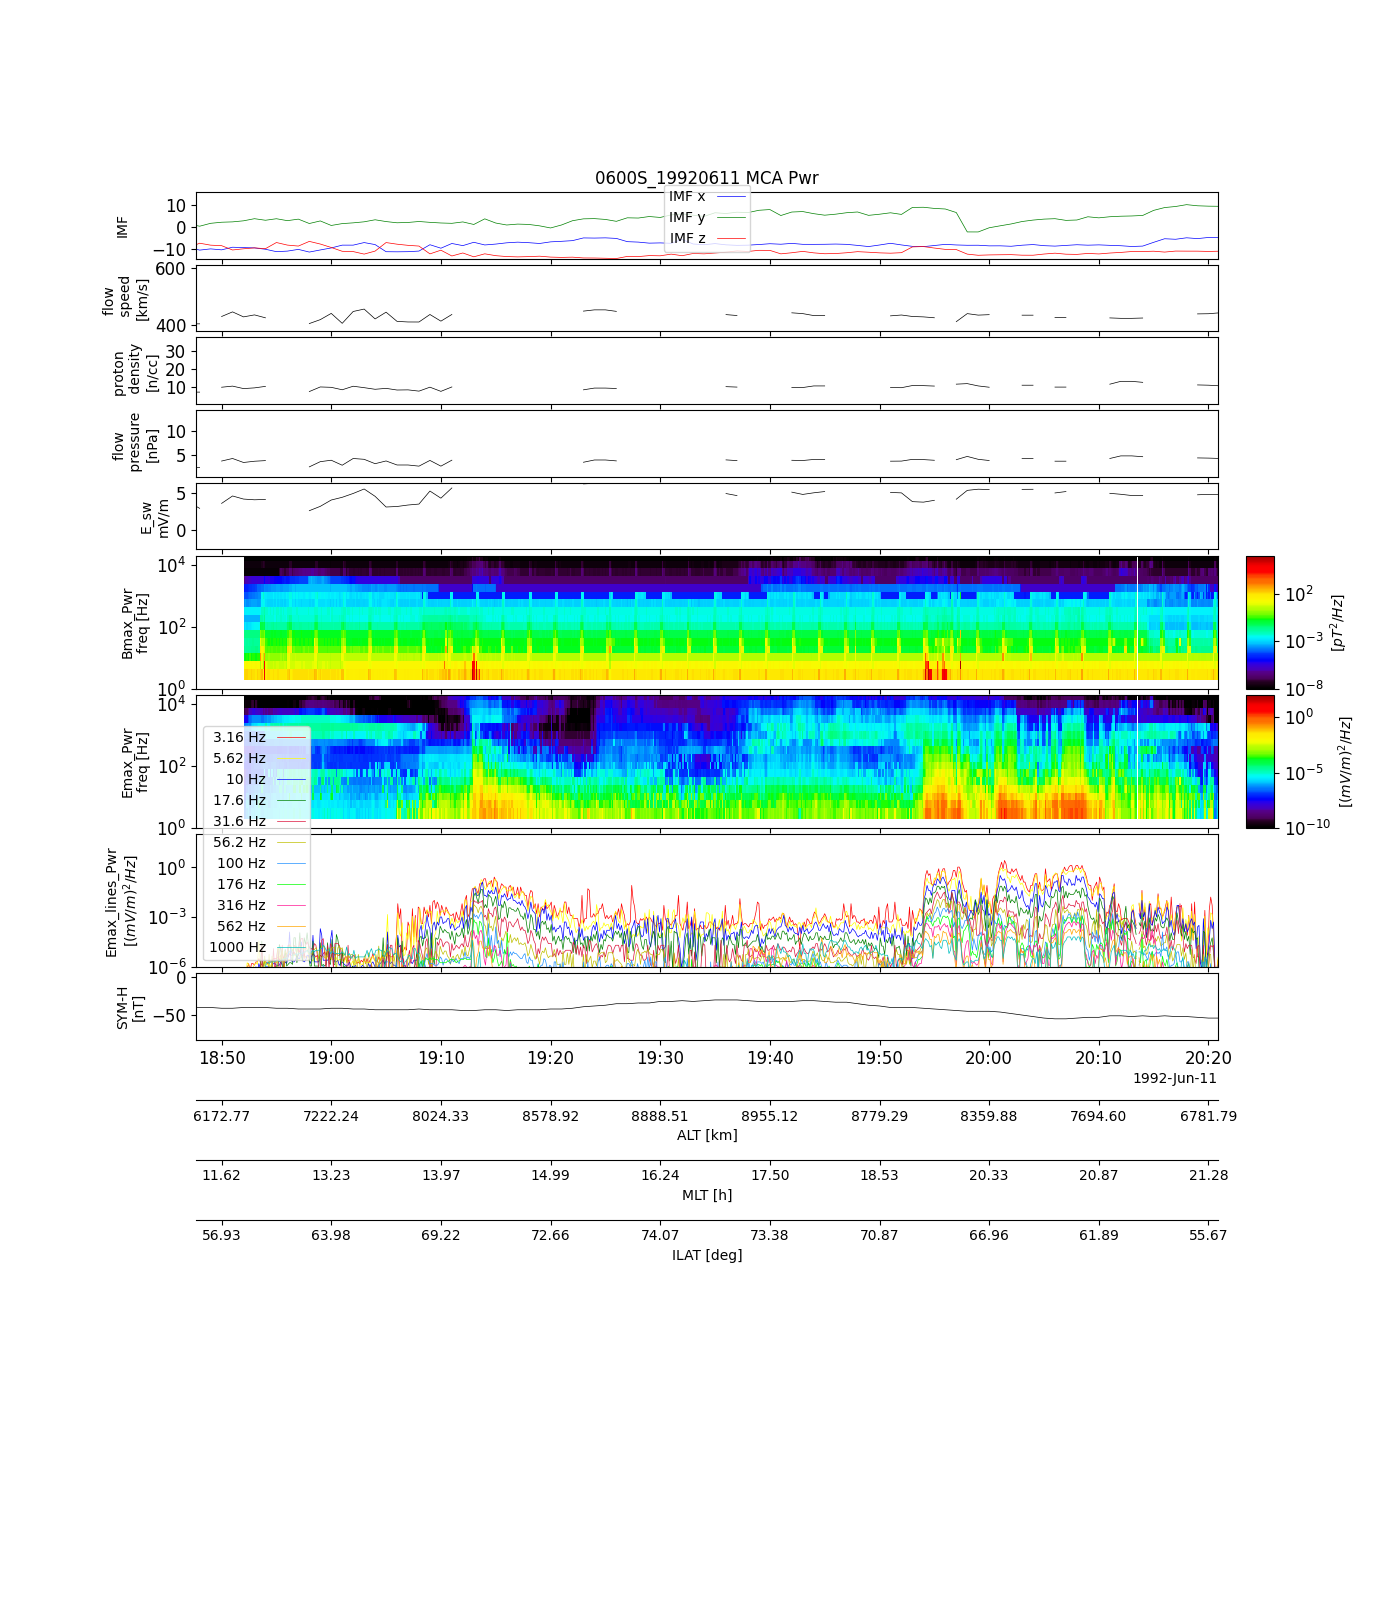 0600S_19920611 MCA Pwr
IMF x
IMF y
IMF z
10
0
−10
IMF
600
400
flow
speed
[km/s]
30
20
10
proton
density
[n/cc]
10
5
flow
pressure
[nPa]
5
0
E_sw
mV/m
10^4
10^2
10^0
Bmax_Pwr
freq [Hz]
10^2
10^−3
10^−8
[pT^2/Hz]
10^4
10^2
10^0
Emax_Pwr
freq [Hz]
10^0
10^−5
10^−10
[(mV/m)^2/Hz]
3.16 Hz
5.62 Hz
10 Hz
17.6 Hz
31.6 Hz
56.2 Hz
100 Hz
176 Hz
316 Hz
562 Hz
1000 Hz
10^0
10^−3
10^−6
Emax_lines_Pwr
[(mV/m)^2/Hz]
0
−50
SYM-H
[nT]
18:50 19:00 19:10 19:20 19:30 19:40 19:50 20:00 20:10 20:20
1992-Jun-11
6172.77 7222.24 8024.33 8578.92 8888.51 8955.12 8779.29 8359.88 7694.60 6781.79
ALT [km]
11.62 13.23 13.97 14.99 16.24 17.50 18.53 20.33 20.87 21.28
MLT [h]
56.93 63.98 69.22 72.66 74.07 73.38 70.87 66.96 61.89 55.67
ILAT [deg]